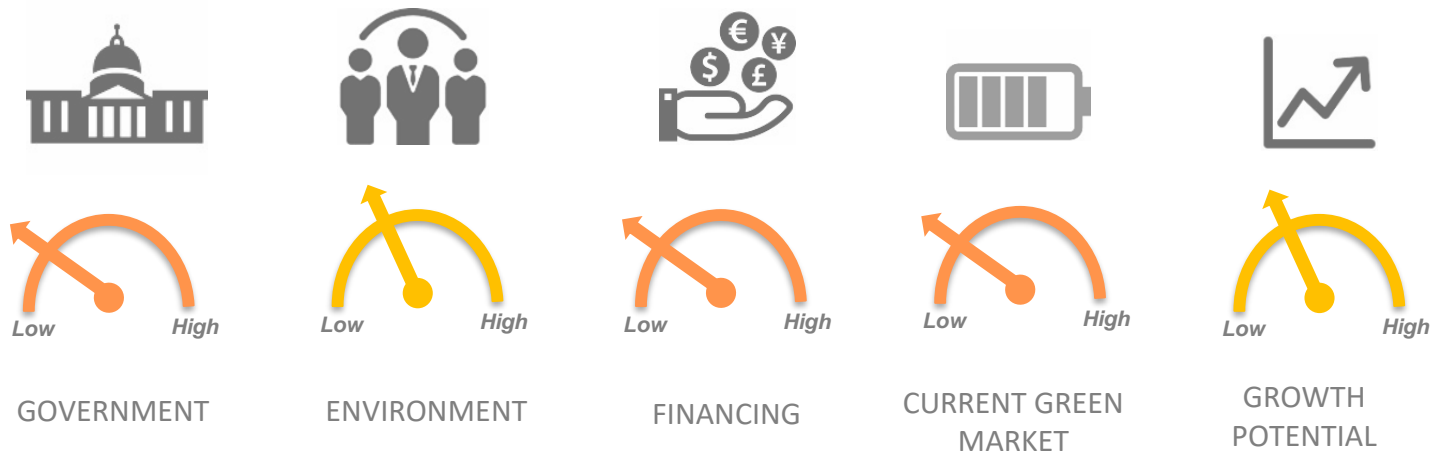 € ¥
$ £
Low High
Low High
Low High
Low High
Low High
GOVERNMENT
ENVIRONMENT
FINANCING
CURRENT GREEN
MARKET
GROWTH
POTENTIAL